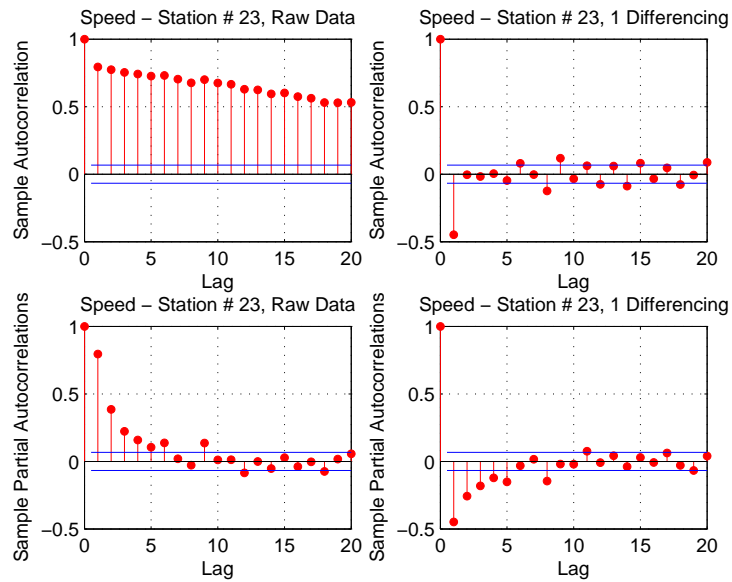 Speed – Station # 23, Raw Data
Sample Autocorrelation
1
0.5
0
−0.5
0 5 10 15 20
Lag
Speed – Station # 23, 1 Differencing
Sample Autocorrelation
1
0.5
0
−0.5
0 5 10 15 20
Lag
Speed – Station # 23, Raw Data
Sample Partial Autocorrelations
1
0.5
0
−0.5
0 5 10 15 20
Lag
Speed – Station # 23, 1 Differencing
Sample Partial Autocorrelations
1
0.5
0
−0.5
0 5 10 15 20
Lag